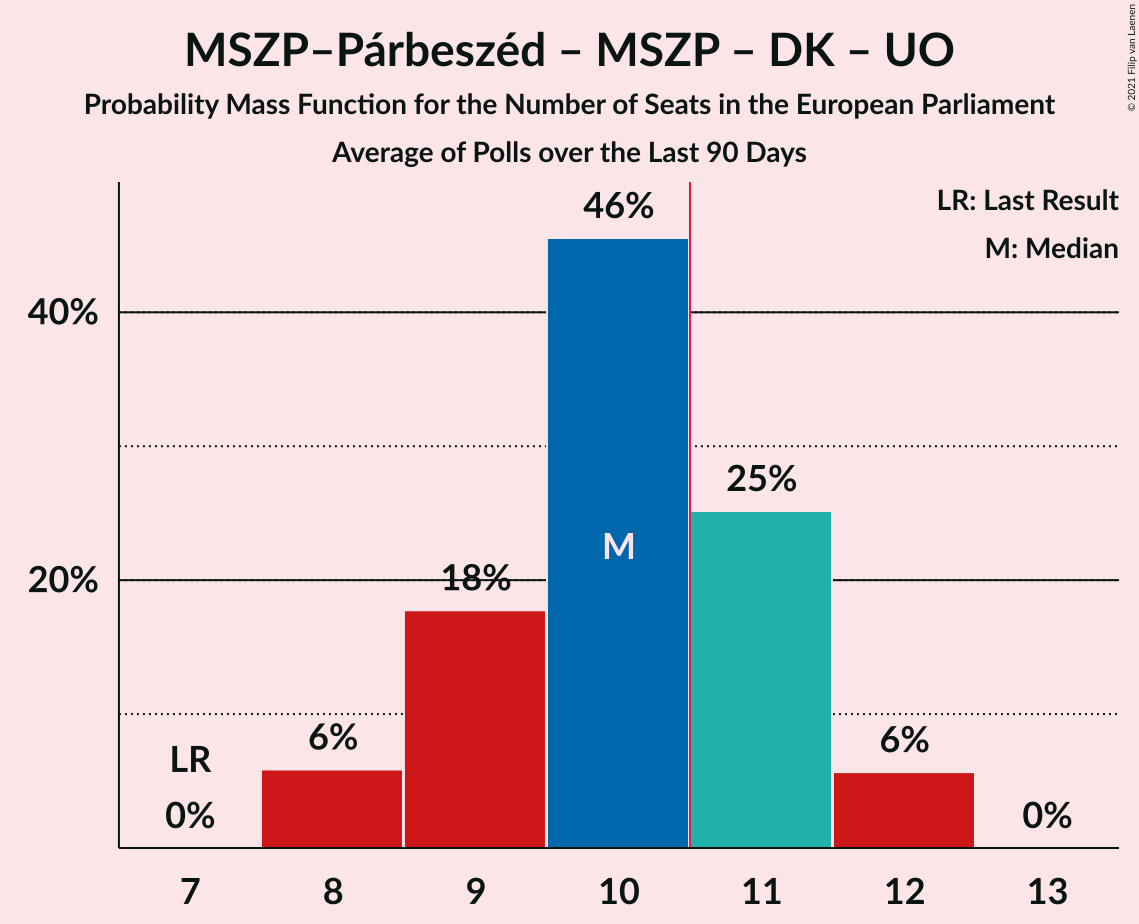 MSZP–Párbeszéd – MSZP – DK – UO
Probability Mass Function for the Number of Seats in the European Parliament
Average of Polls over the Last 90 Days
© 2021 Filip van Laenen
LR: Last Result
M: Median
46%
40%
25%
M
20%
18%
6%
6%
LR
0%
0%
7 8 9 10 11 12 13